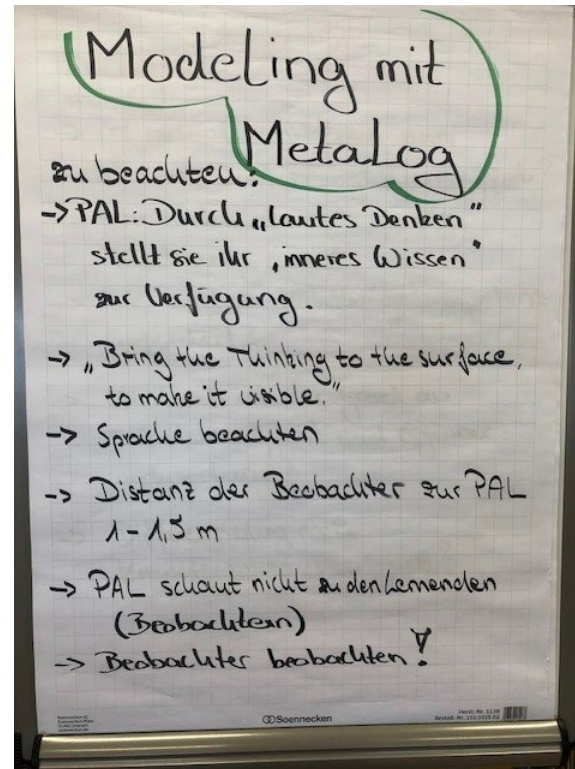 Modeling mit
MetaLog
zu beachten:
-> PAL: Durch „lautes Denken"
stellt sie ihr ‚inneres Wissen"
zur Verfügung.
-> „Bring the Thinking to the surface,
to make it visible."
-> Sprache beachten
-> Distanz der Beobachter zur PAL
1-1,5 m
-> PAL schaut nicht zu den Lernenden
(Beobachtern)
-> Beobachter beobachten!
Soennecken